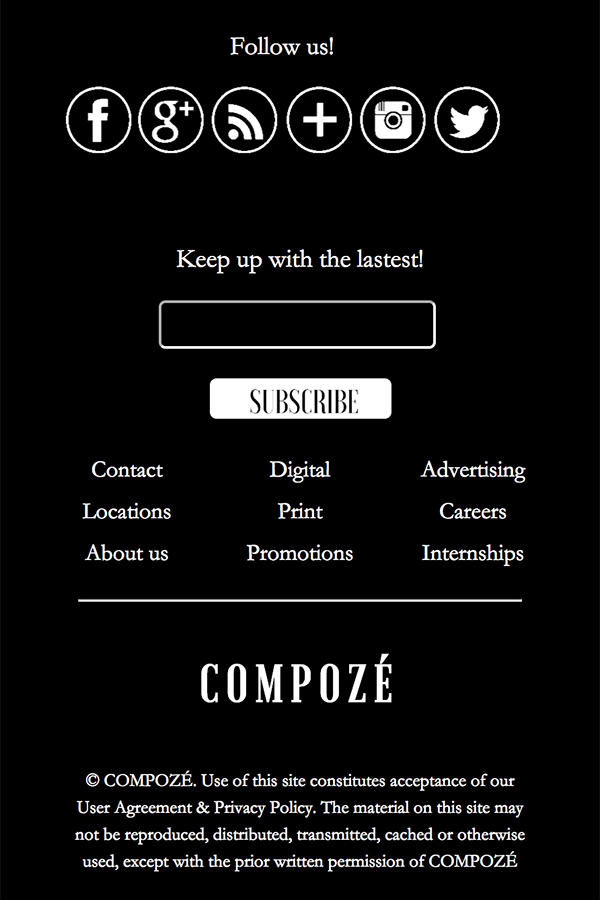 Follow us!
f g+
Keep up with the lastest!
SUBSCRIBE
Contact Digital Advertising
Locations Print Careers
About us Promotions Internships
COMPOZÉ
© COMPOZÉ. Use of this site constitutes acceptance of our
User Agreement & Privacy Policy. The material on this site may
not be reproduced, distributed, transmitted, cached or otherwise
used, except with the prior written permission of COMPOZÉ